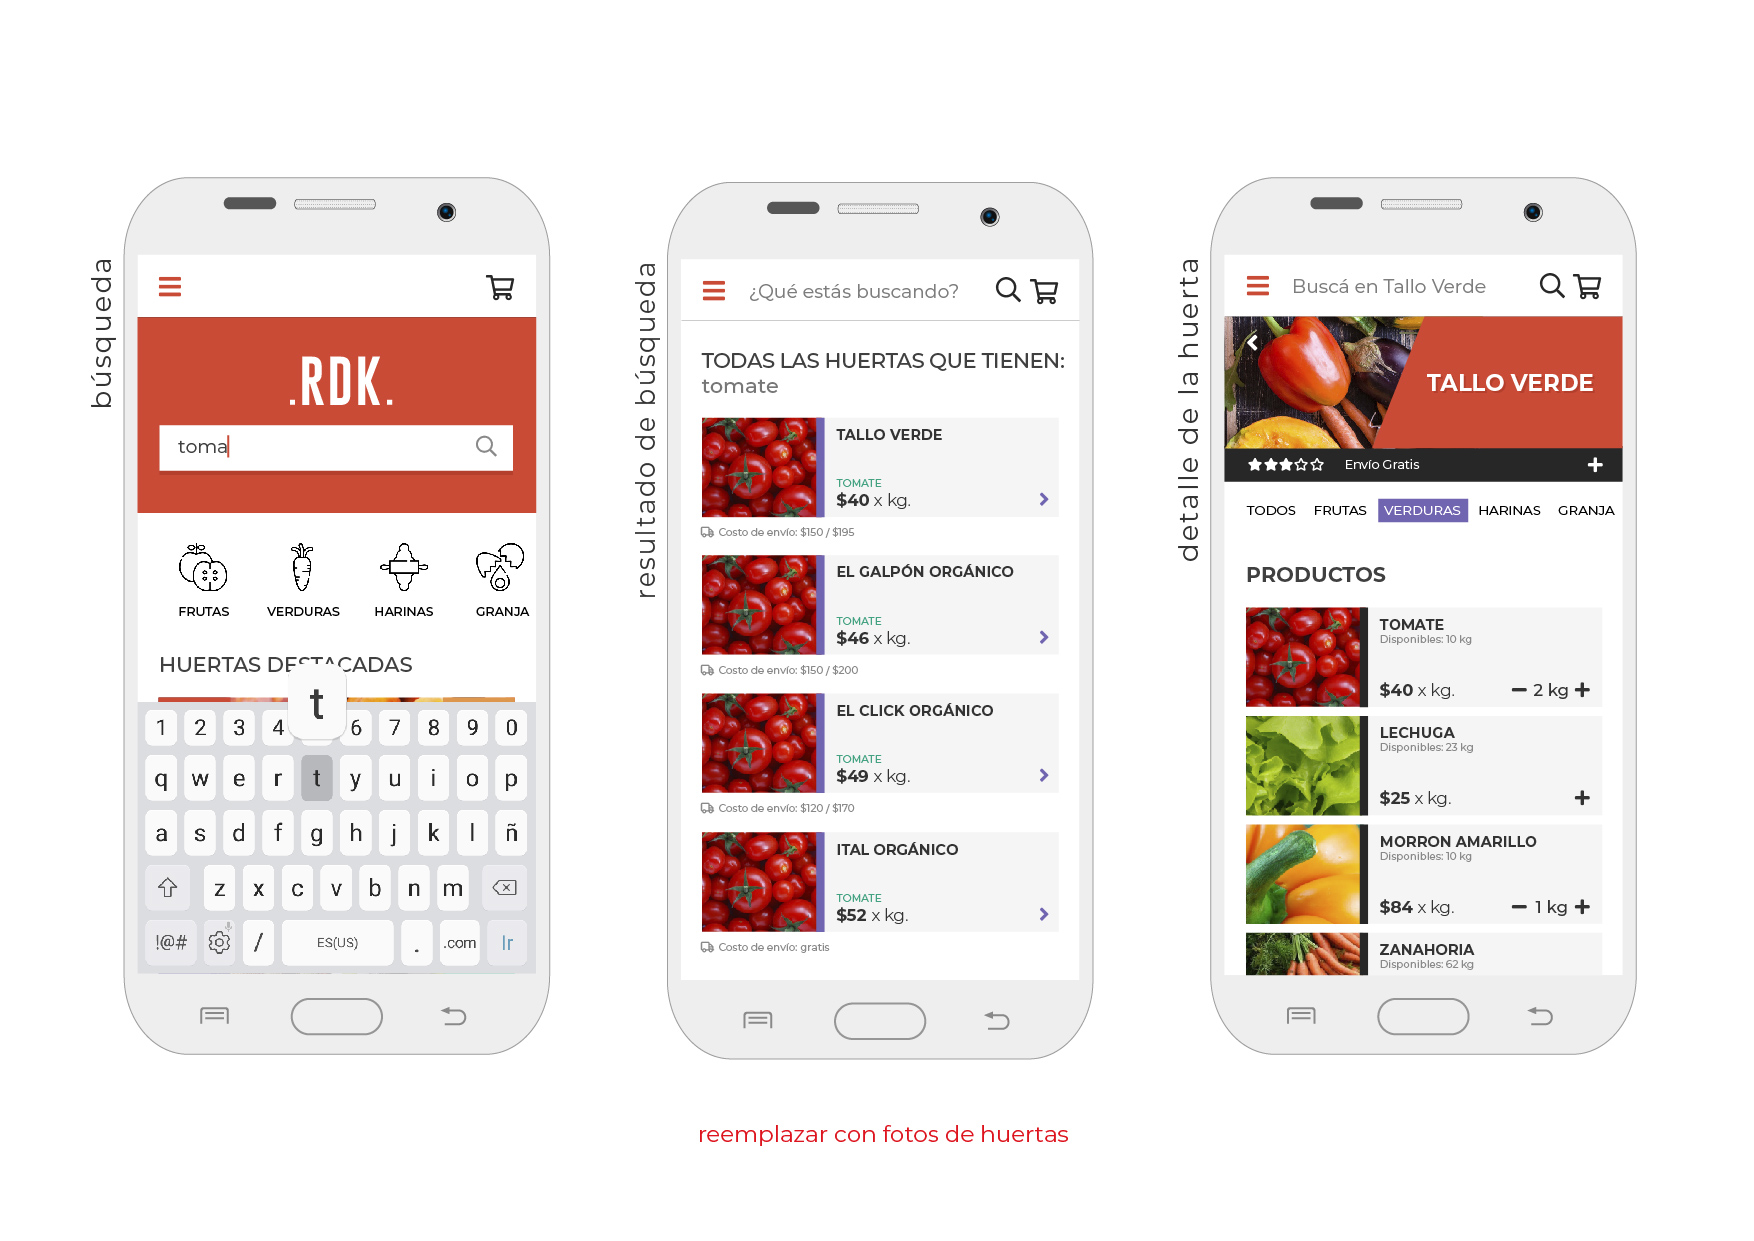 búsqueda
.RDK.
toma
FRUTAS VERDURAS HARINAS GRANJA
HUERTAS DESTACADAS
t
1 2 3 4 6 7 8 9 0
q w e r t y u i o p
a s d f g h j k l ñ
z x c v b n m
!@# / ES(US) . .com Ir
resultado de búsqueda
¿Qué estás buscando?
TODAS LAS HUERTAS QUE TIENEN:
tomate
TALLO VERDE
TOMATE
$40 x kg.
Costo de envío: $150 / $195
EL GALPÓN ORGÁNICO
TOMATE
$46 x kg.
Costo de envío: $150 / $200
EL CLICK ORGÁNICO
TOMATE
$49 x kg.
Costo de envío: $120 / $170
ITAL ORGÁNICO
TOMATE
$52 x kg.
Costo de envío: gratis
detalle de la huerta
Buscá en Tallo Verde
TALLO VERDE
Envío Gratis
TODOS FRUTAS VERDURAS HARINAS GRANJA
PRODUCTOS
TOMATE
Disponibles: 10 kg
$40 x kg. 2 kg
LECHUGA
Disponibles: 23 kg
$25 x kg.
MORRON AMARILLO
Disponibles: 10 kg
$84 x kg. 1 kg
ZANAHORIA
Disponibles: 62 kg
reemplazar con fotos de huertas